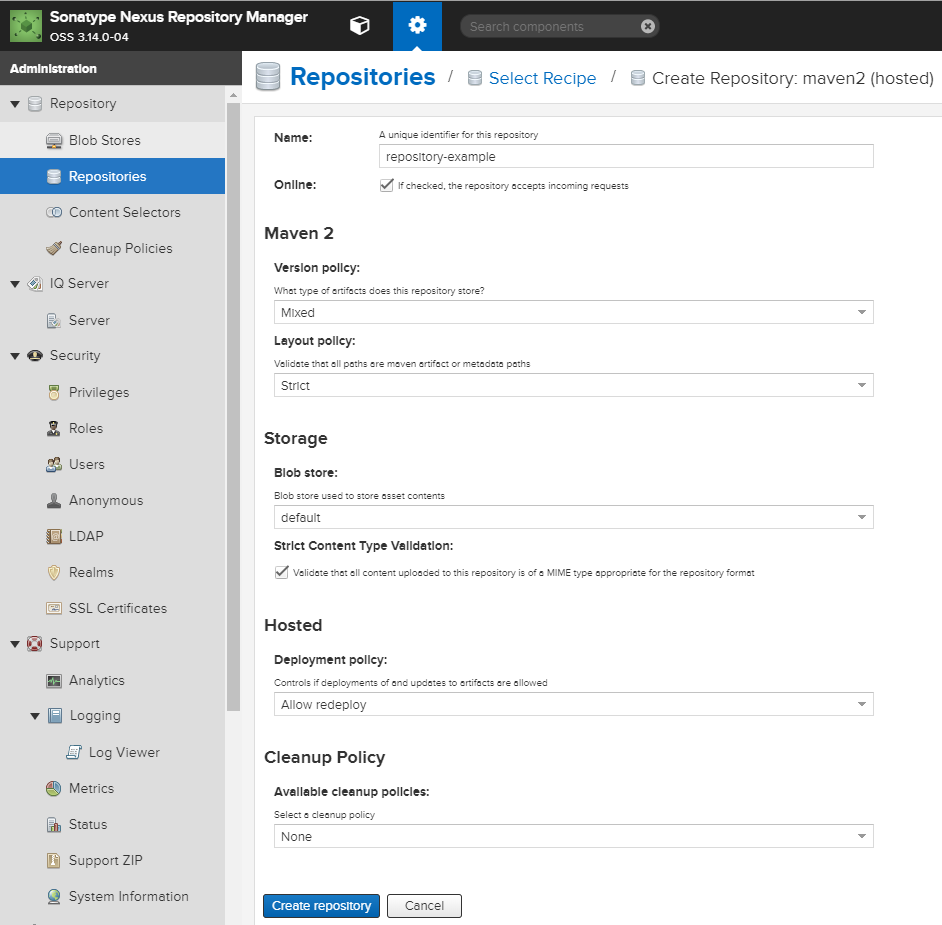 Sonatype Nexus Repository Manager
OSS 3.14.0-04
Search components
Administration
Repository
Blob Stores
Repositories
Content Selectors
Cleanup Policies
IQ Server
Server
Security
Privileges
Roles
Users
Anonymous
LDAP
Realms
SSL Certificates
Support
Analytics
Logging
Log Viewer
Metrics
Status
Support ZIP
System Information
Repositories / Select Recipe / Create Repository: maven2 (hosted)
Name:
A unique identifier for this repository
repository-example
Online:
If checked, the repository accepts incoming requests
Maven 2
Version policy:
What type of artifacts does this repository store?
Mixed
Layout policy:
Validate that all paths are maven artifact or metadata paths
Strict
Storage
Blob store:
Blob store used to store asset contents
default
Strict Content Type Validation:
Validate that all content uploaded to this repository is of a MIME type appropriate for the repository format
Hosted
Deployment policy:
Controls if deployments of and updates to artifacts are allowed
Allow redeploy
Cleanup Policy
Available cleanup policies:
Select a cleanup policy
None
Create repository
Cancel